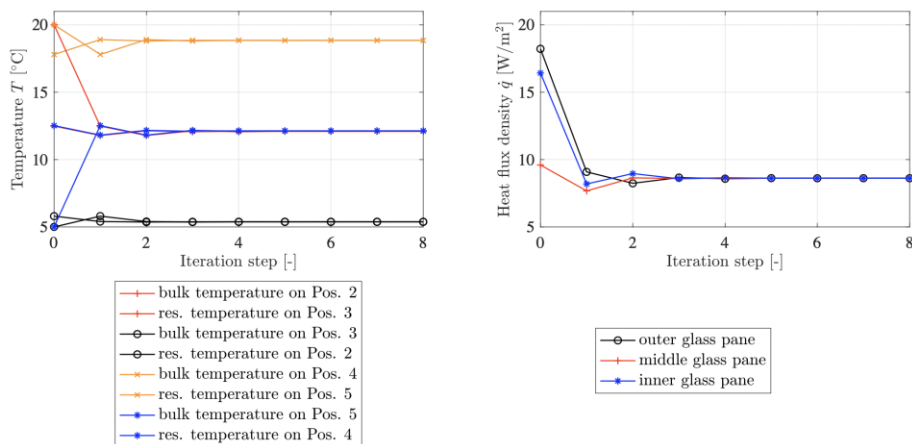 20
15
10
5
0
2
4
6
8
Temperature T [°C]
Iteration step [-]
bulk temperature on Pos. 2
res. temperature on Pos. 3
bulk temperature on Pos. 3
res. temperature on Pos. 2
bulk temperature on Pos. 4
res. temperature on Pos. 5
bulk temperature on Pos. 5
res. temperature on Pos. 4
20
15
10
5
0
2
4
6
8
Heat flux density q̇ [W/m²]
Iteration step [-]
outer glass pane
middle glass pane
inner glass pane